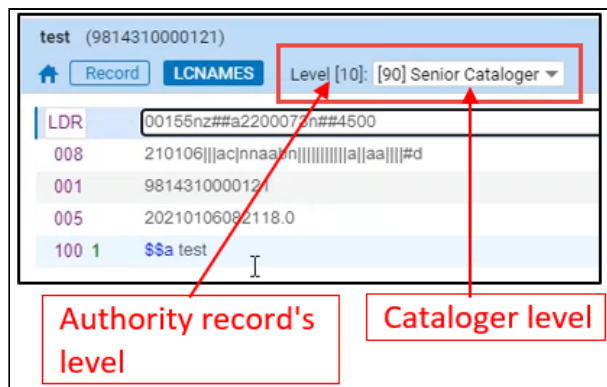 test (9814310000121)
Record LCNAMES Level [10]: [90] Senior Cataloger
LDR 00155nz##a2200073n##4500
008 210106|||ac|nnaabn|||||||||||a||aa||||#d
001 9814310000121
005 20210106082118.0
100 1 $$a test
Authority record's
level
Cataloger level